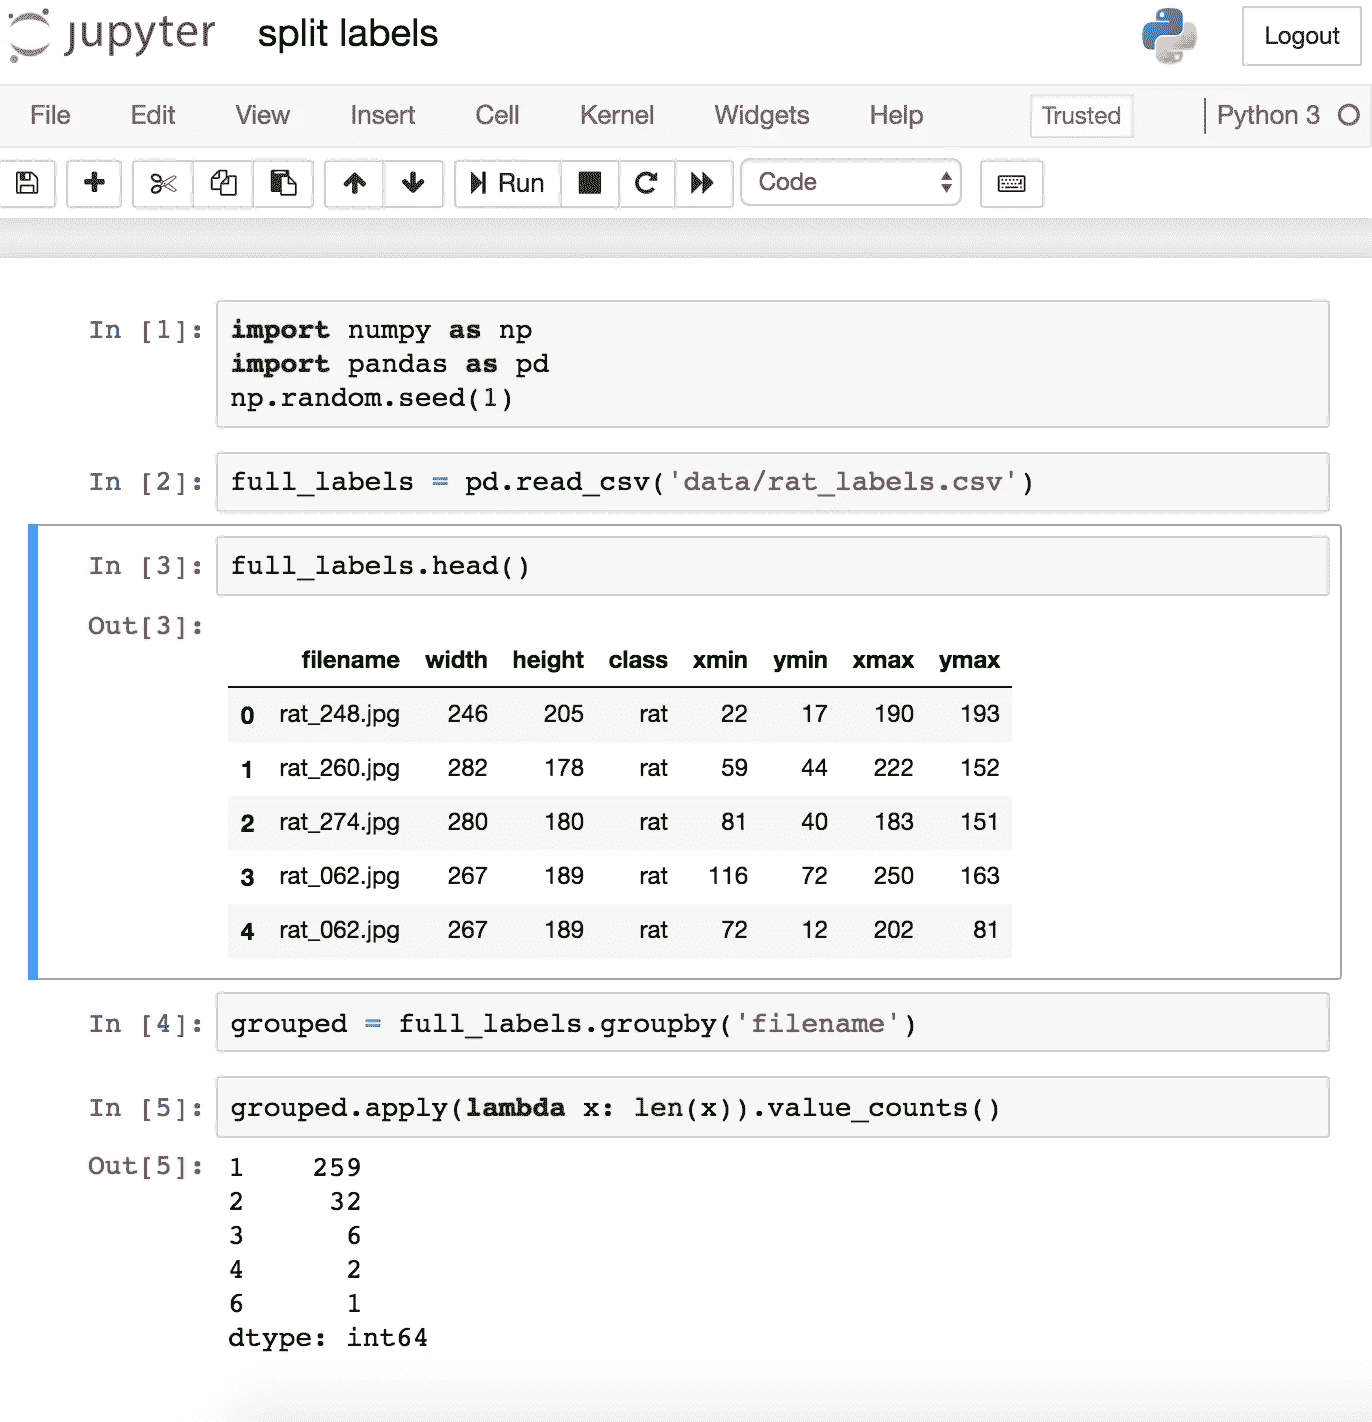 jupyter split labels Logout
File Edit View Insert Cell Kernel Widgets Help Trusted Python 3
Run Code
In [1]: import numpy as np
import pandas as pd
np.random.seed(1)
In [2]: full_labels = pd.read_csv('data/rat_labels.csv')
In [3]: full_labels.head()
Out[3]:
filename width height class xmin ymin xmax ymax
0 rat_248.jpg 246 205 rat 22 17 190 193
1 rat_260.jpg 282 178 rat 59 44 222 152
2 rat_274.jpg 280 180 rat 81 40 183 151
3 rat_062.jpg 267 189 rat 116 72 250 163
4 rat_062.jpg 267 189 rat 72 12 202 81
In [4]: grouped = full_labels.groupby('filename')
In [5]: grouped.apply(lambda x: len(x)).value_counts()
Out[5]: 1 259
2 32
3 6
4 2
6 1
dtype: int64